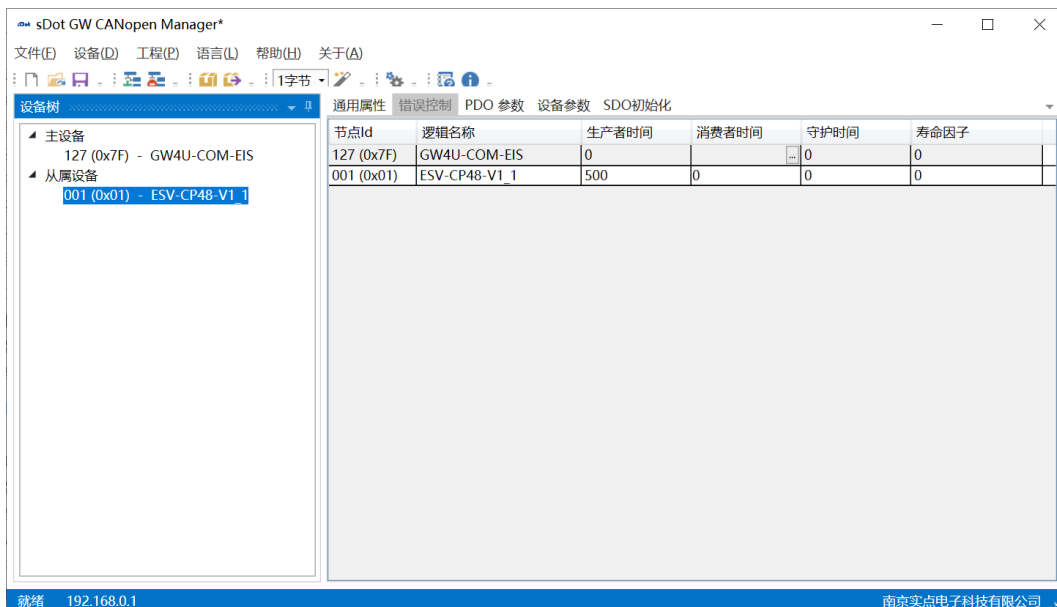 sDot GW CANopen Manager*
文件(F) 设备(D) 工程(P) 语言(L) 帮助(H) 关于(A)
1字节
设备树
通用属性 错误控制 PDO 参数 设备参数 SDO初始化
主设备
127 (0x7F) - GW4U-COM-EIS
从属设备
001 (0x01) - ESV-CP48-V1_1
节点Id 逻辑名称 生产者时间 消费者时间 守护时间 寿命因子
127 (0x7F) GW4U-COM-EIS 0 ... 0 0
001 (0x01) ESV-CP48-V1_1 500 0 0 0
就绪 192.168.0.1 南京实点电子科技有限公司